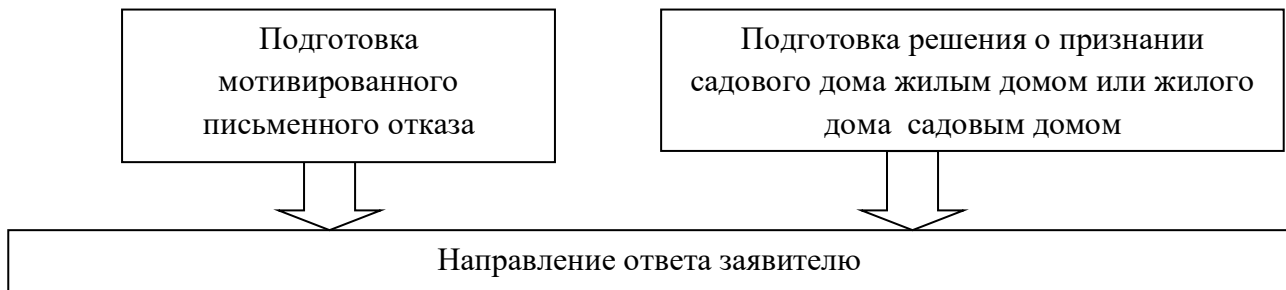 Подготовка
мотивированного
письменного отказа
Подготовка решения о признании
садового дома жилым домом или жилого
дома  садовым домом
Направление ответа заявителю